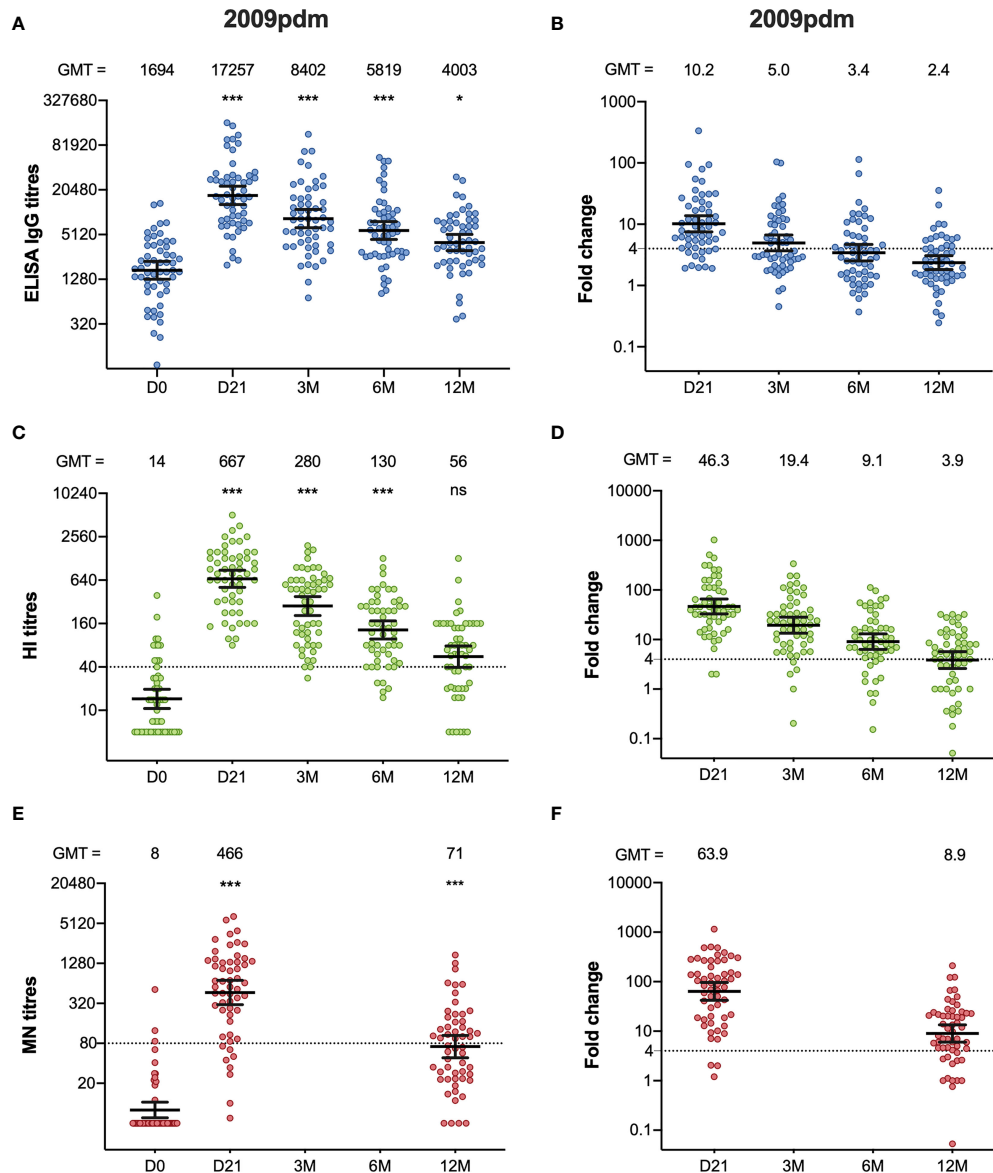 2009pdm
2009pdm
A
GMT = 1694 17257 8402 5819 4003
*** *** *** *
ELISA IgG titres
327680
81920
20480
5120
1280
320
D0 D21 3M 6M 12M
B
GMT = 10.2 5.0 3.4 2.4
Fold change
1000
100
10
4
1
0.1
D21 3M 6M 12M
C
GMT = 14 667 280 130 56
*** *** *** ns
HI titres
10240
2560
640
160
40
10
D0 D21 3M 6M 12M
D
GMT = 46.3 19.4 9.1 3.9
Fold change
10000
1000
100
10
4
1
0.1
D21 3M 6M 12M
E
GMT = 8 466 71
*** ***
MN titres
20480
5120
1280
320
80
20
D0 D21 3M 6M 12M
F
GMT = 63.9 8.9
Fold change
10000
1000
100
10
4
1
0.1
D21 3M 6M 12M